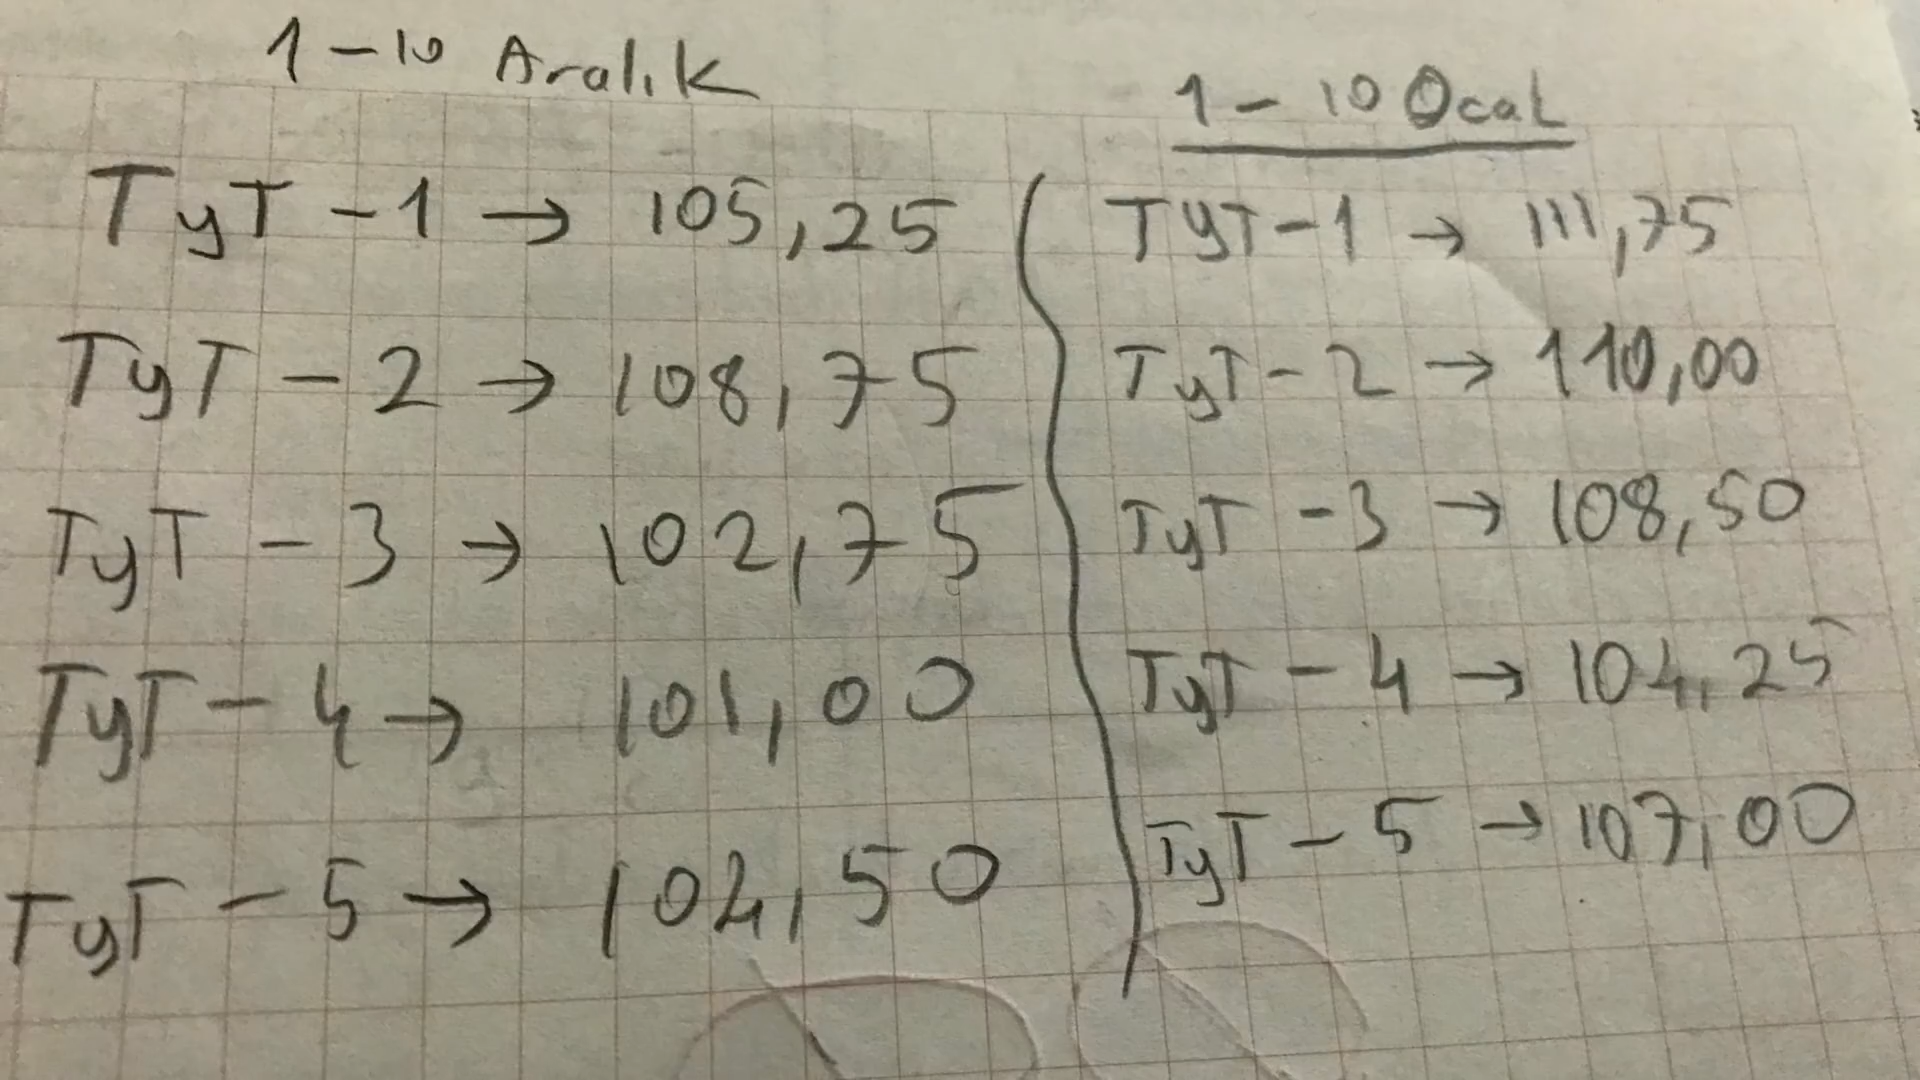 1-10 Aralık
TyT-1 → 105,25
TyT-2 → 108,75
TyT-3 → 102,75
TyT-4 → 101,00
TyT-5 → 104,50
1-10 Ocak
TYT-1 → 111,75
TyT-2 → 110,00
TyT-3 → 108,50
TyT-4 → 104,25
TyT-5 → 107,00